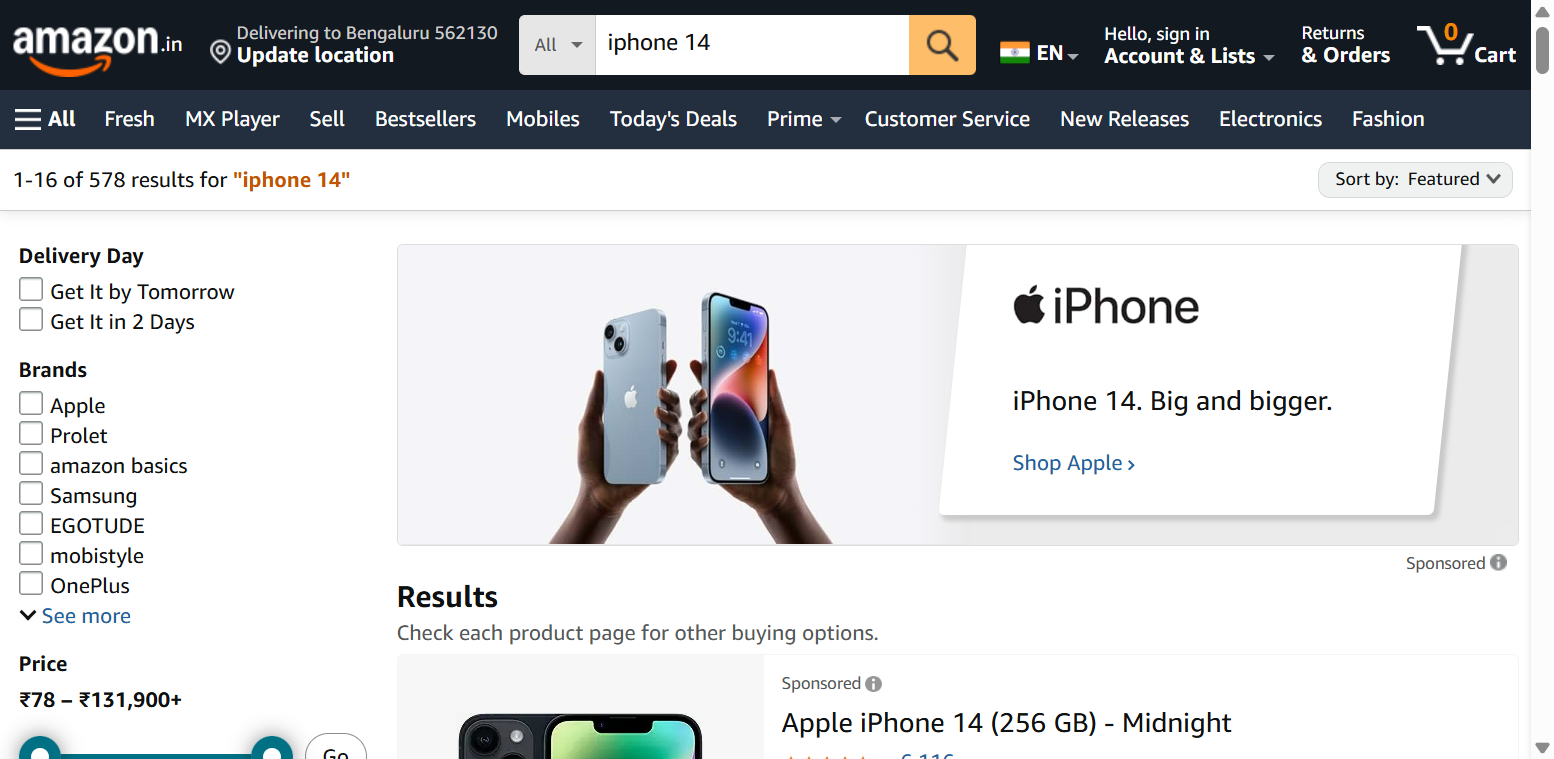 amazon.in
Delivering to Bengaluru 562130
Update location
All
iphone 14
EN
Hello, sign in
Account & Lists
Returns
& Orders
0
Cart
All
Fresh
MX Player
Sell
Bestsellers
Mobiles
Today's Deals
Prime
Customer Service
New Releases
Electronics
Fashion
1-16 of 578 results for "iphone 14"
Sort by: Featured
Delivery Day
Get It by Tomorrow
Get It in 2 Days
Brands
Apple
Prolet
amazon basics
Samsung
EGOTUDE
mobistyle
OnePlus
See more
Price
₹78 – ₹131,900+
Go
9:41
iPhone
iPhone 14. Big and bigger.
Shop Apple ›
Sponsored
Results
Check each product page for other buying options.
Sponsored
Apple iPhone 14 (256 GB) - Midnight